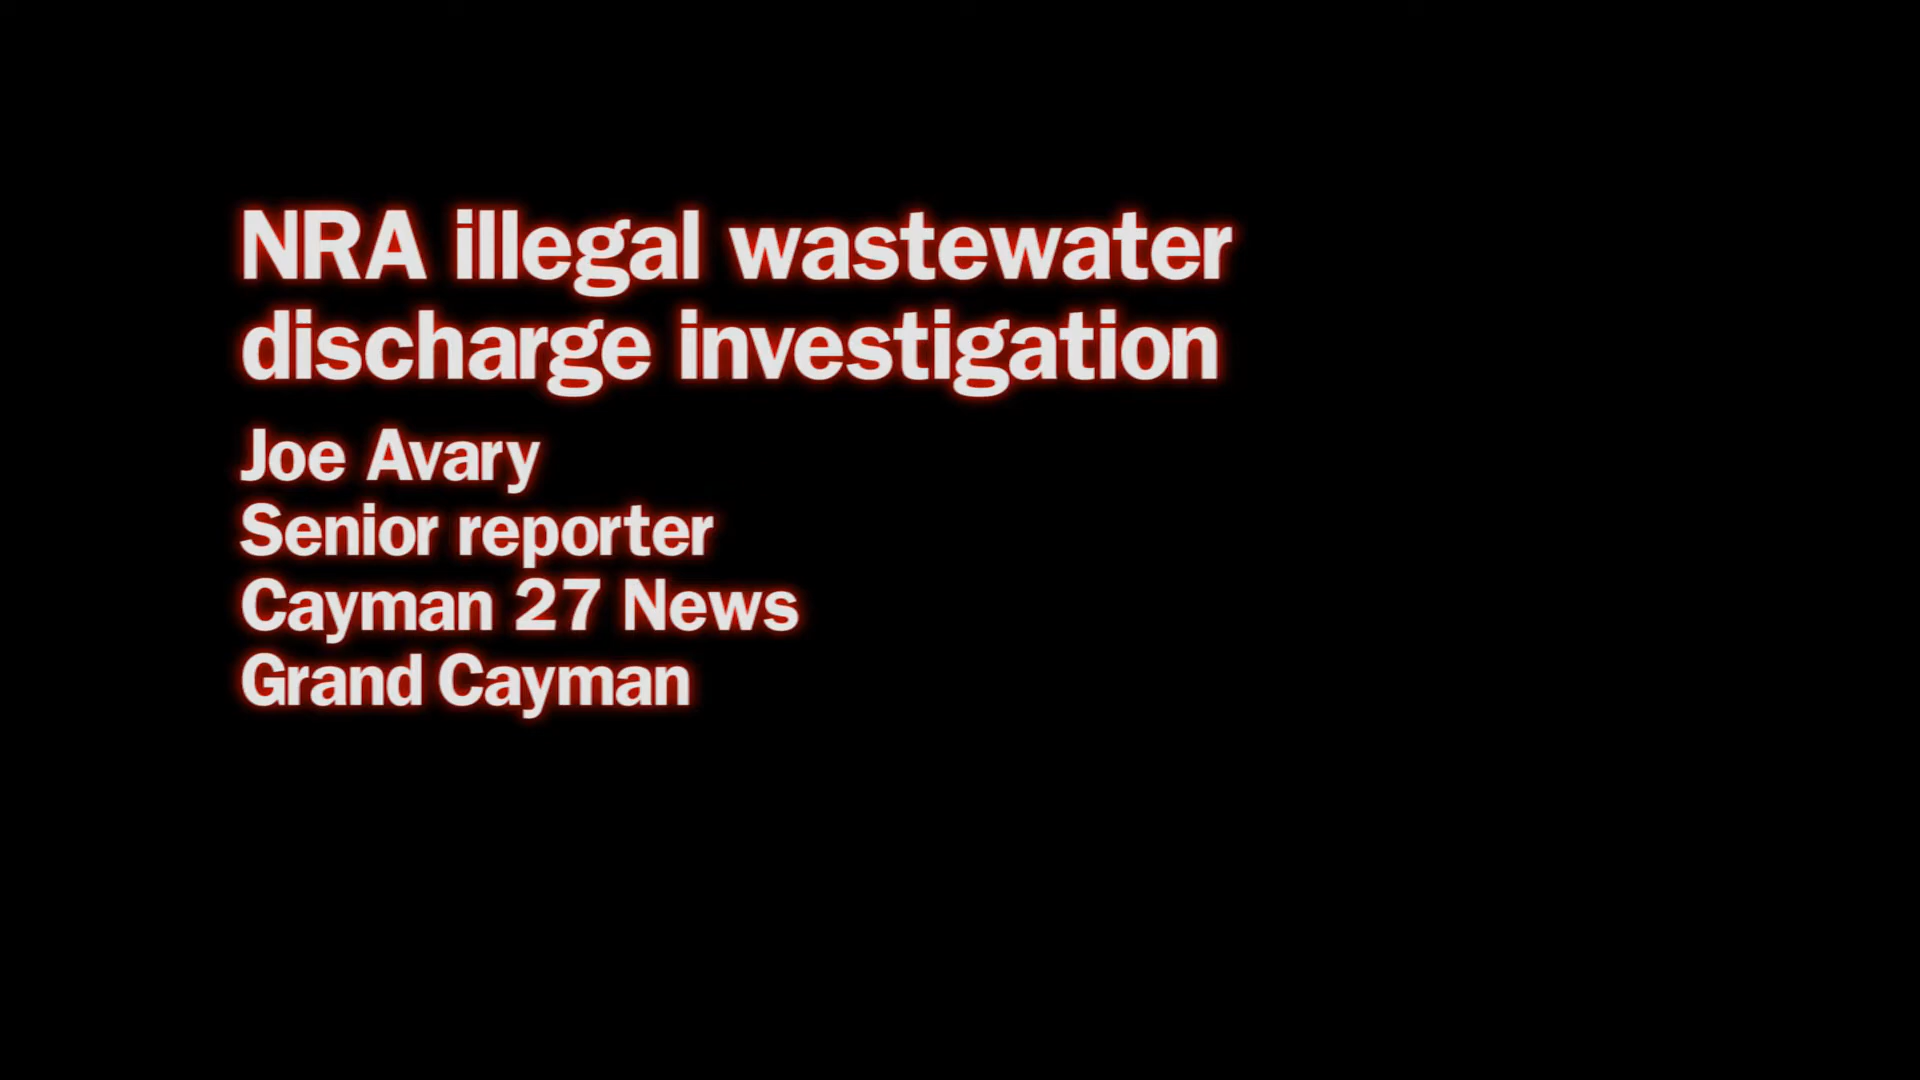 NRA illegal wastewater
discharge investigation
Joe Avary
Senior reporter
Cayman 27 News
Grand Cayman